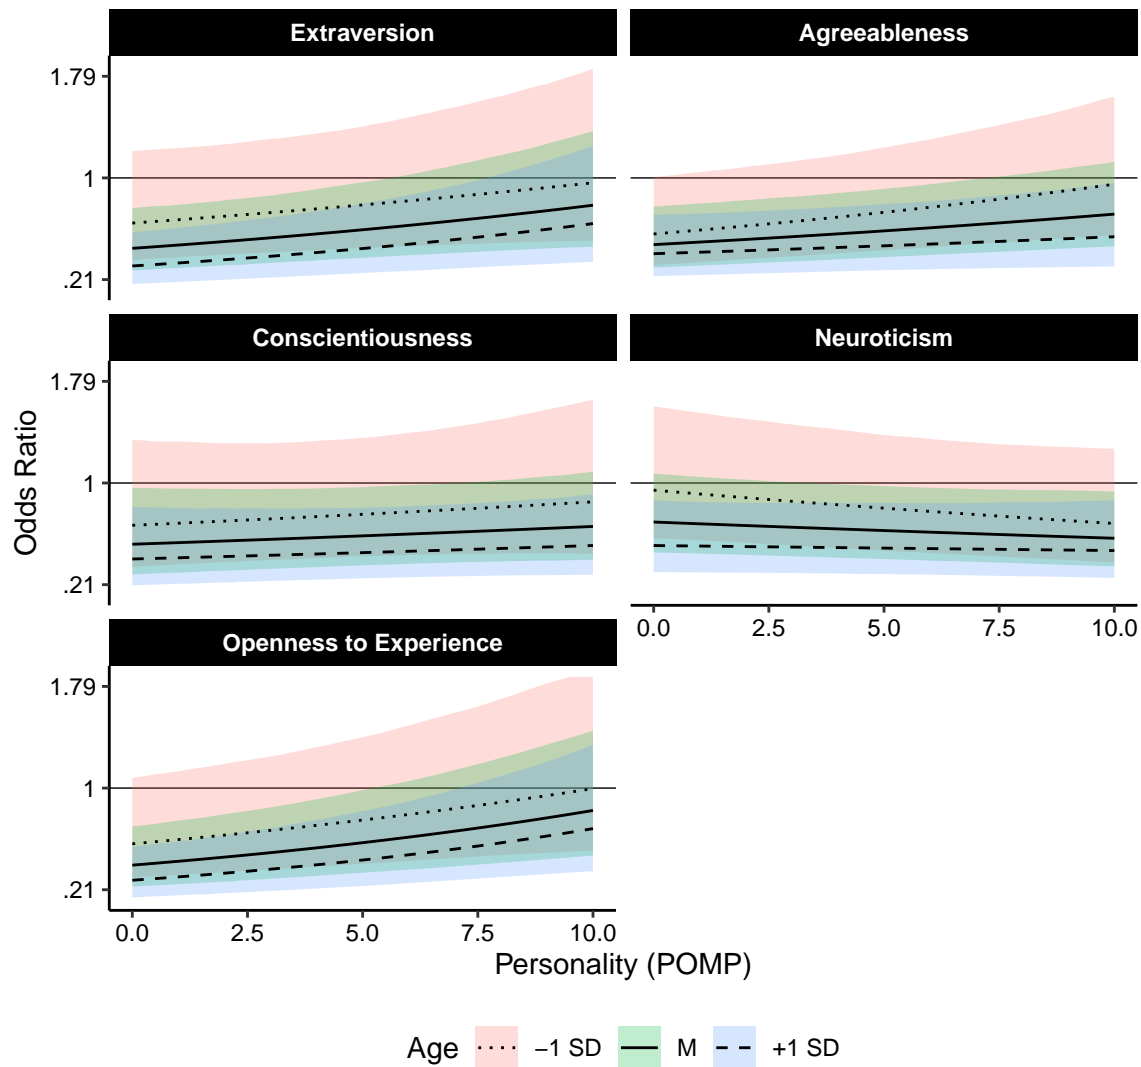 Extraversion
Agreeableness
1.79
1
.21
Conscientiousness
Neuroticism
1.79
1
.21
0.0 2.5 5.0 7.5 10.0
Openness to Experience
1.79
1
.21
0.0 2.5 5.0 7.5 10.0
Odds Ratio
Personality (POMP)
Age −1 SD M +1 SD